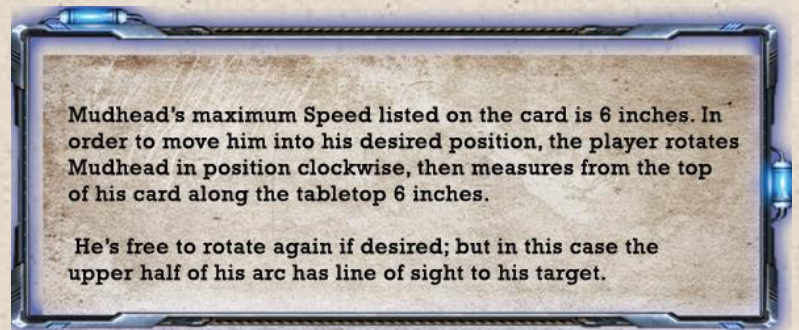 Mudhead's maximum Speed listed on the card is 6 inches. In
order to move him into his desired position, the player rotates
Mudhead in position clockwise, then measures from the top
of his card along the tabletop 6 inches.
He's free to rotate again if desired; but in this case the
upper half of his arc has line of sight to his target.